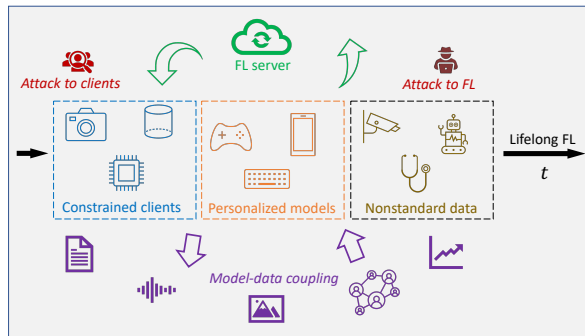 FL server
Attack to clients
Attack to FL
Constrained clients
Personalized models
Nonstandard data
Lifelong FL
t
Model-data coupling